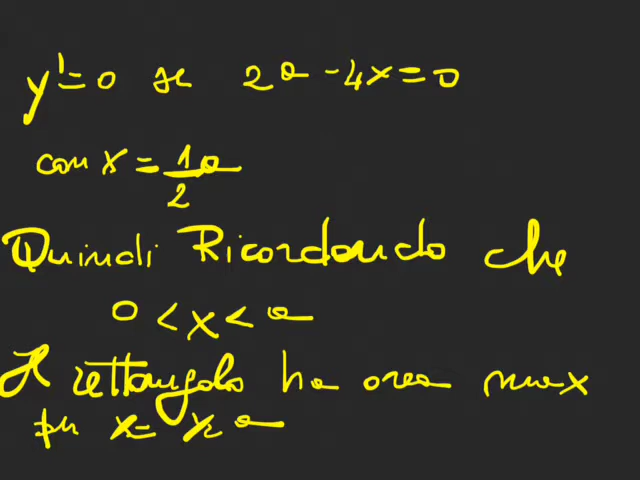 y'=0 se 2a-4x=0
con x = 1/2 a
Quindi Ricordando che
0 < x < a
Il rettangolo ha area max
per x = ½ a